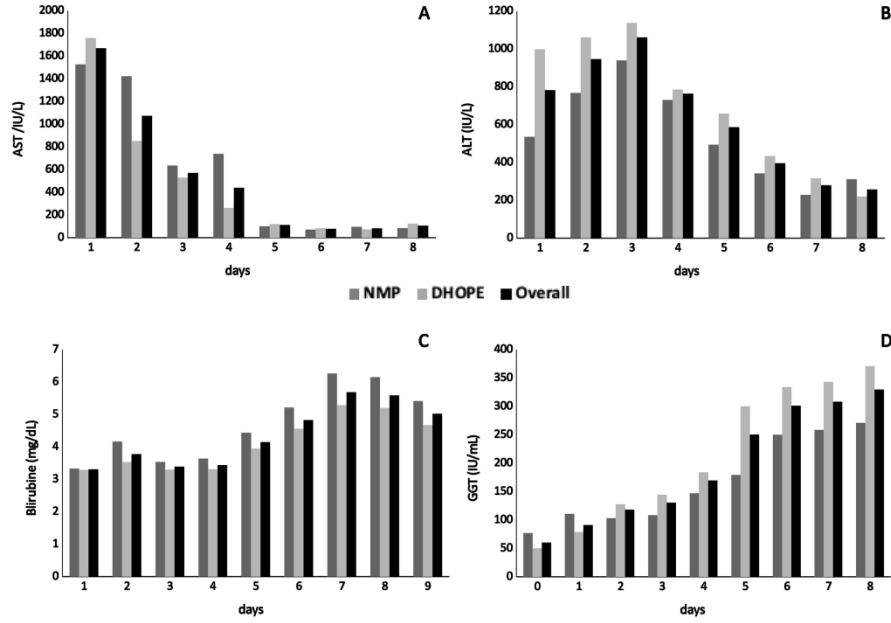 A
2000
1800
1600
1400
1200
1000
800
600
400
200
0
AST /IU/L)
1 2 3 4 5 6 7 8
days
B
1200
1000
800
600
400
200
0
ALT (IU/L)
1 2 3 4 5 6 7 8
days
NMP DHOPE Overall
C
7
6
5
4
3
2
1
0
Blirubine (mg/dL)
1 2 3 4 5 6 7 8 9
days
D
400
350
300
250
200
150
100
50
0
GGT (IU/mL)
0 1 2 3 4 5 6 7 8
days